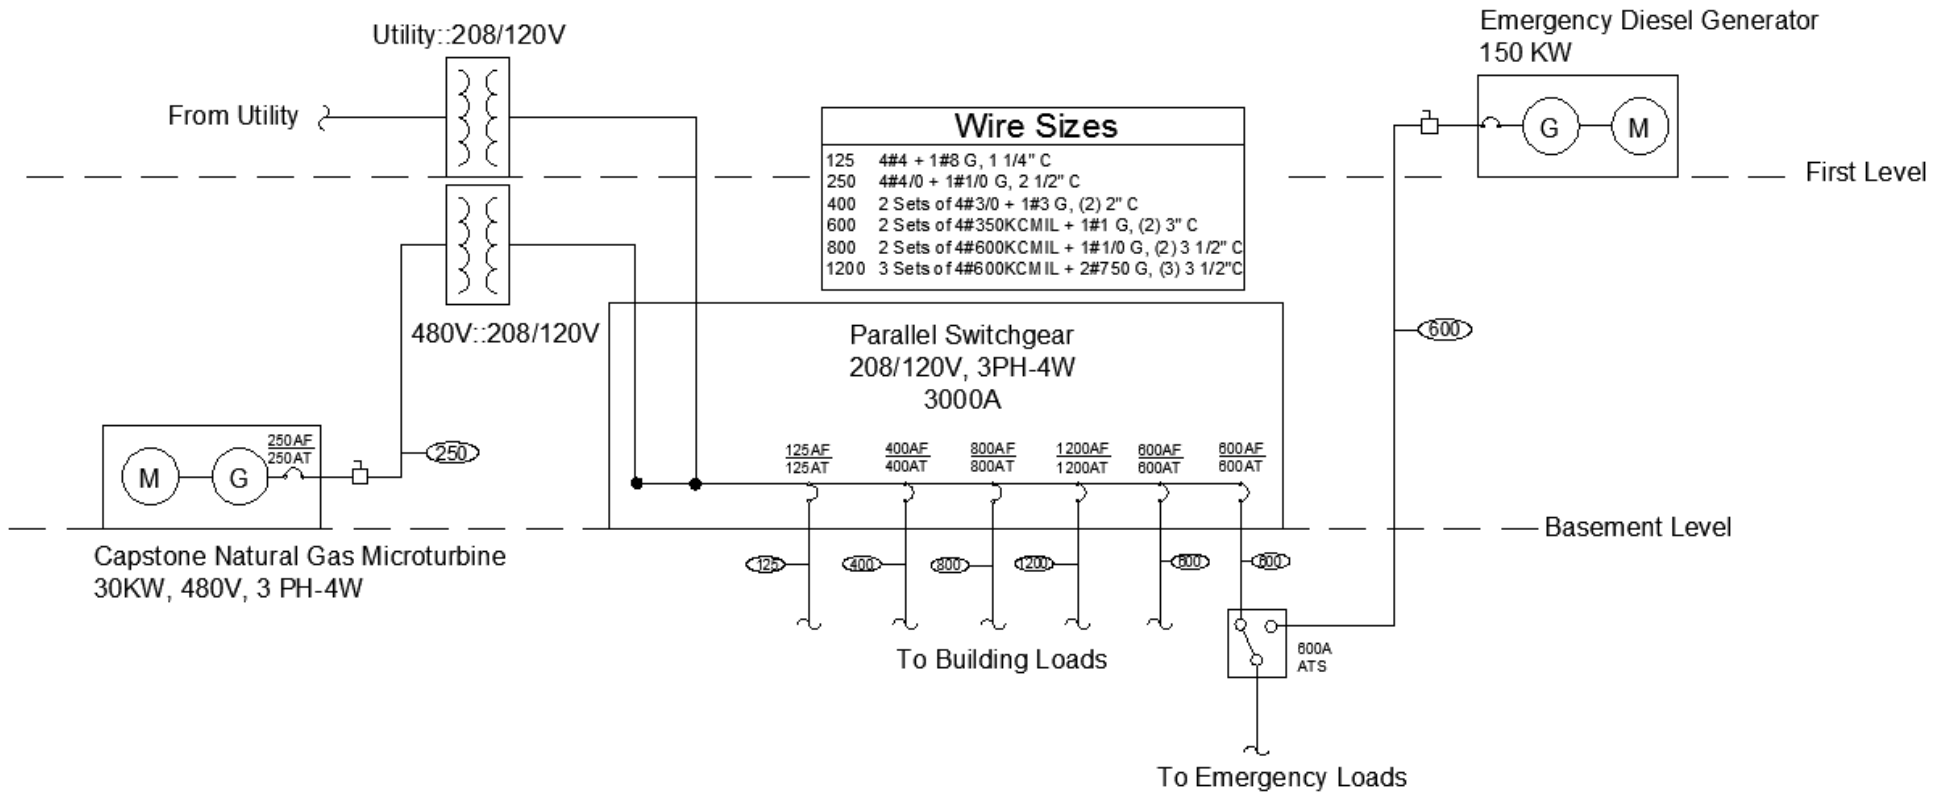 Utility::208/120V
From Utility
480V::208/120V
Emergency Diesel Generator
150 KW
G
M
First Level
Wire Sizes
125 4#4 + 1#8 G, 1 1/4" C
250 4#4/0 + 1#1/0 G, 2 1/2" C
400 2 Sets of 4#3/0 + 1#3 G, (2) 2" C
600 2 Sets of 4#350KCMIL + 1#1 G, (2) 3" C
800 2 Sets of 4#600KCMIL + 1#1/0 G, (2) 3 1/2" C
1200 3 Sets of 4#600KCMIL + 2#750 G, (3) 3 1/2"C
600
Parallel Switchgear
208/120V, 3PH-4W
3000A
250AF
250AT
M
G
250
125AF
125AT
400AF
400AT
800AF
800AT
1200AF
1200AT
600AF
600AT
600AF
600AT
Basement Level
Capstone Natural Gas Microturbine
30KW, 480V, 3 PH-4W
125
400
800
1200
600
600
To Building Loads
600A
ATS
To Emergency Loads